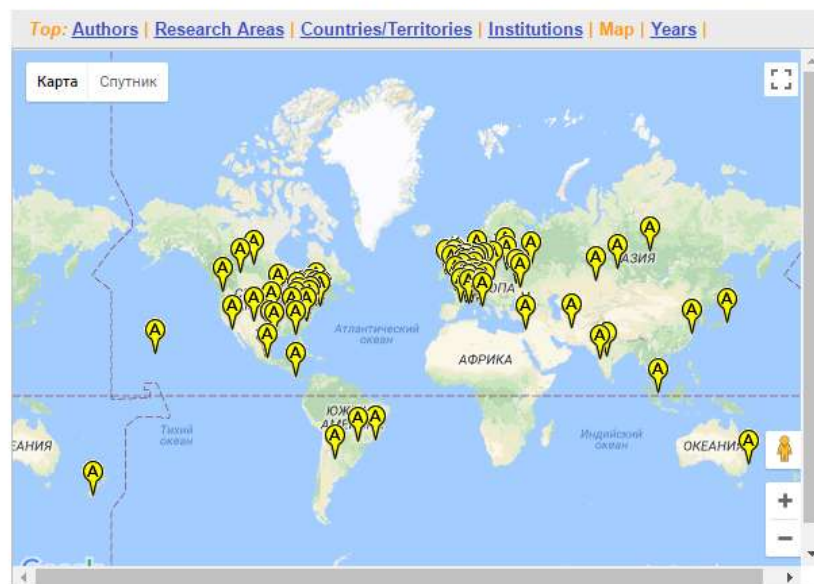 Top: Authors | Research Areas | Countries/Territories | Institutions | Map | Years |
Карта Спутник
АЗИЯ
Атлантический
океан
АФРИКА
Тихий
океан
Индийский
океан
ОКЕАНИЯ